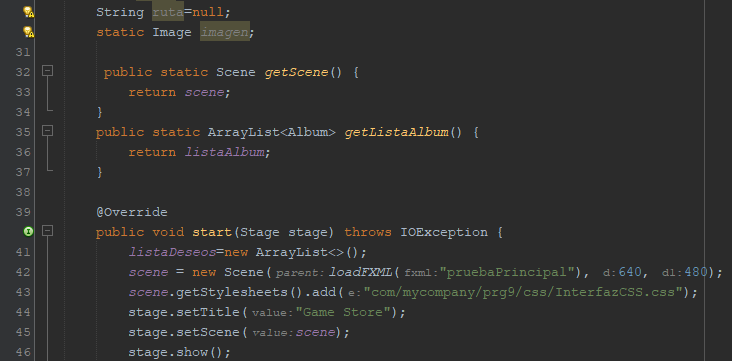 String ruta=null;
static Image imagen;
31
32 public static Scene getScene() {
33 return scene;
34 }
35 public static ArrayList<Album> getListaAlbum() {
36 return listaAlbum;
37 }
38
39 @Override
public void start(Stage stage) throws IOException {
41 listaDeseos=new ArrayList<>();
42 scene = new Scene(parent:loadFXML(fxml:"pruebaPrincipal"), d:640, d1:480);
43 scene.getStylesheets().add(e:"com/mycompany/prg9/css/InterfazCSS.css");
44 stage.setTitle(value:"Game Store");
45 stage.setScene(value:scene);
46 stage.show();